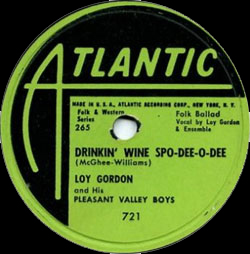 ATLANTIC
MADE IN U.S.A., ATLANTIC RECORDING CORP., NEW YORK, N. Y.
Folk & Western
Series
265
Folk Ballad
Vocal by Loy Gordon
& Ensemble
DRINKIN' WINE SPO-DEE-O-DEE
(McGhee-Williams)
LOY GORDON
and His
PLEASANT VALLEY BOYS
721